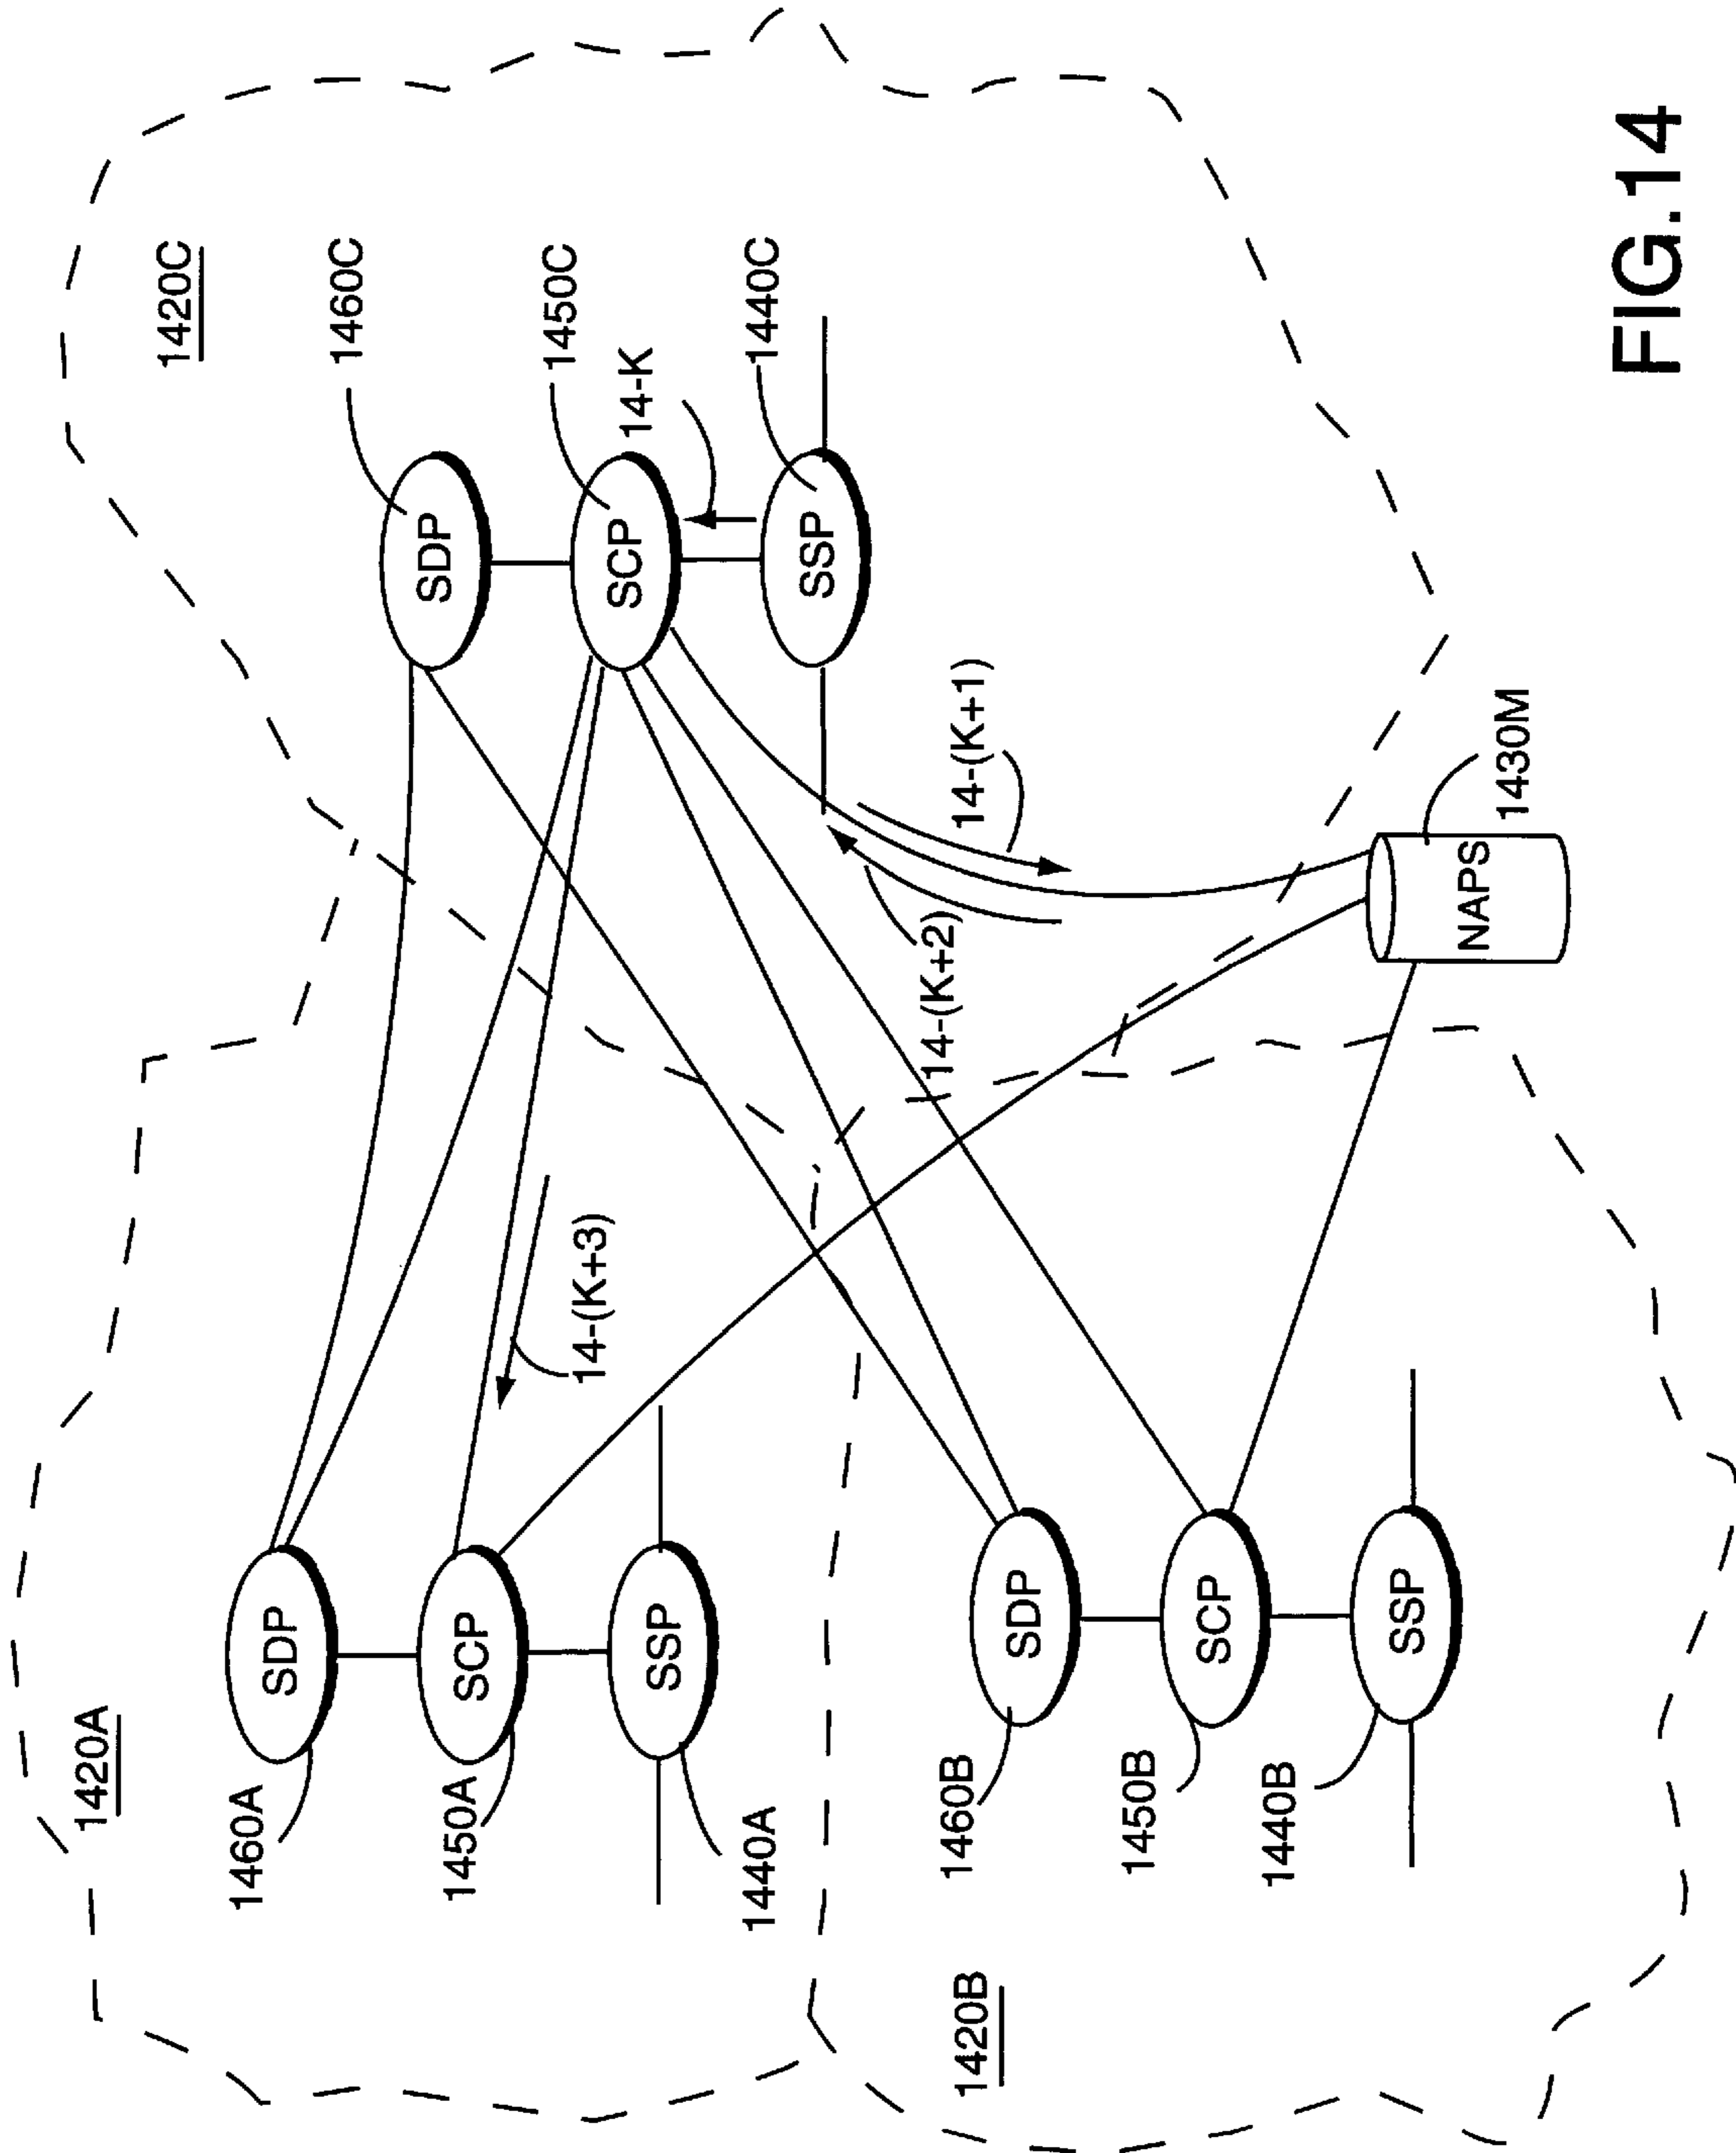 1420A
1460A
SDP
1450A
SCP
SSP
1440A
14-(K+3)
1420C
1460C
SDP
1450C
SCP
14-K
1440C
SSP
14-(K+1)
14-(K+2)
1420B
1460B
SDP
1450B
SCP
1440B
SSP
NAPS
1430M
FIG.14